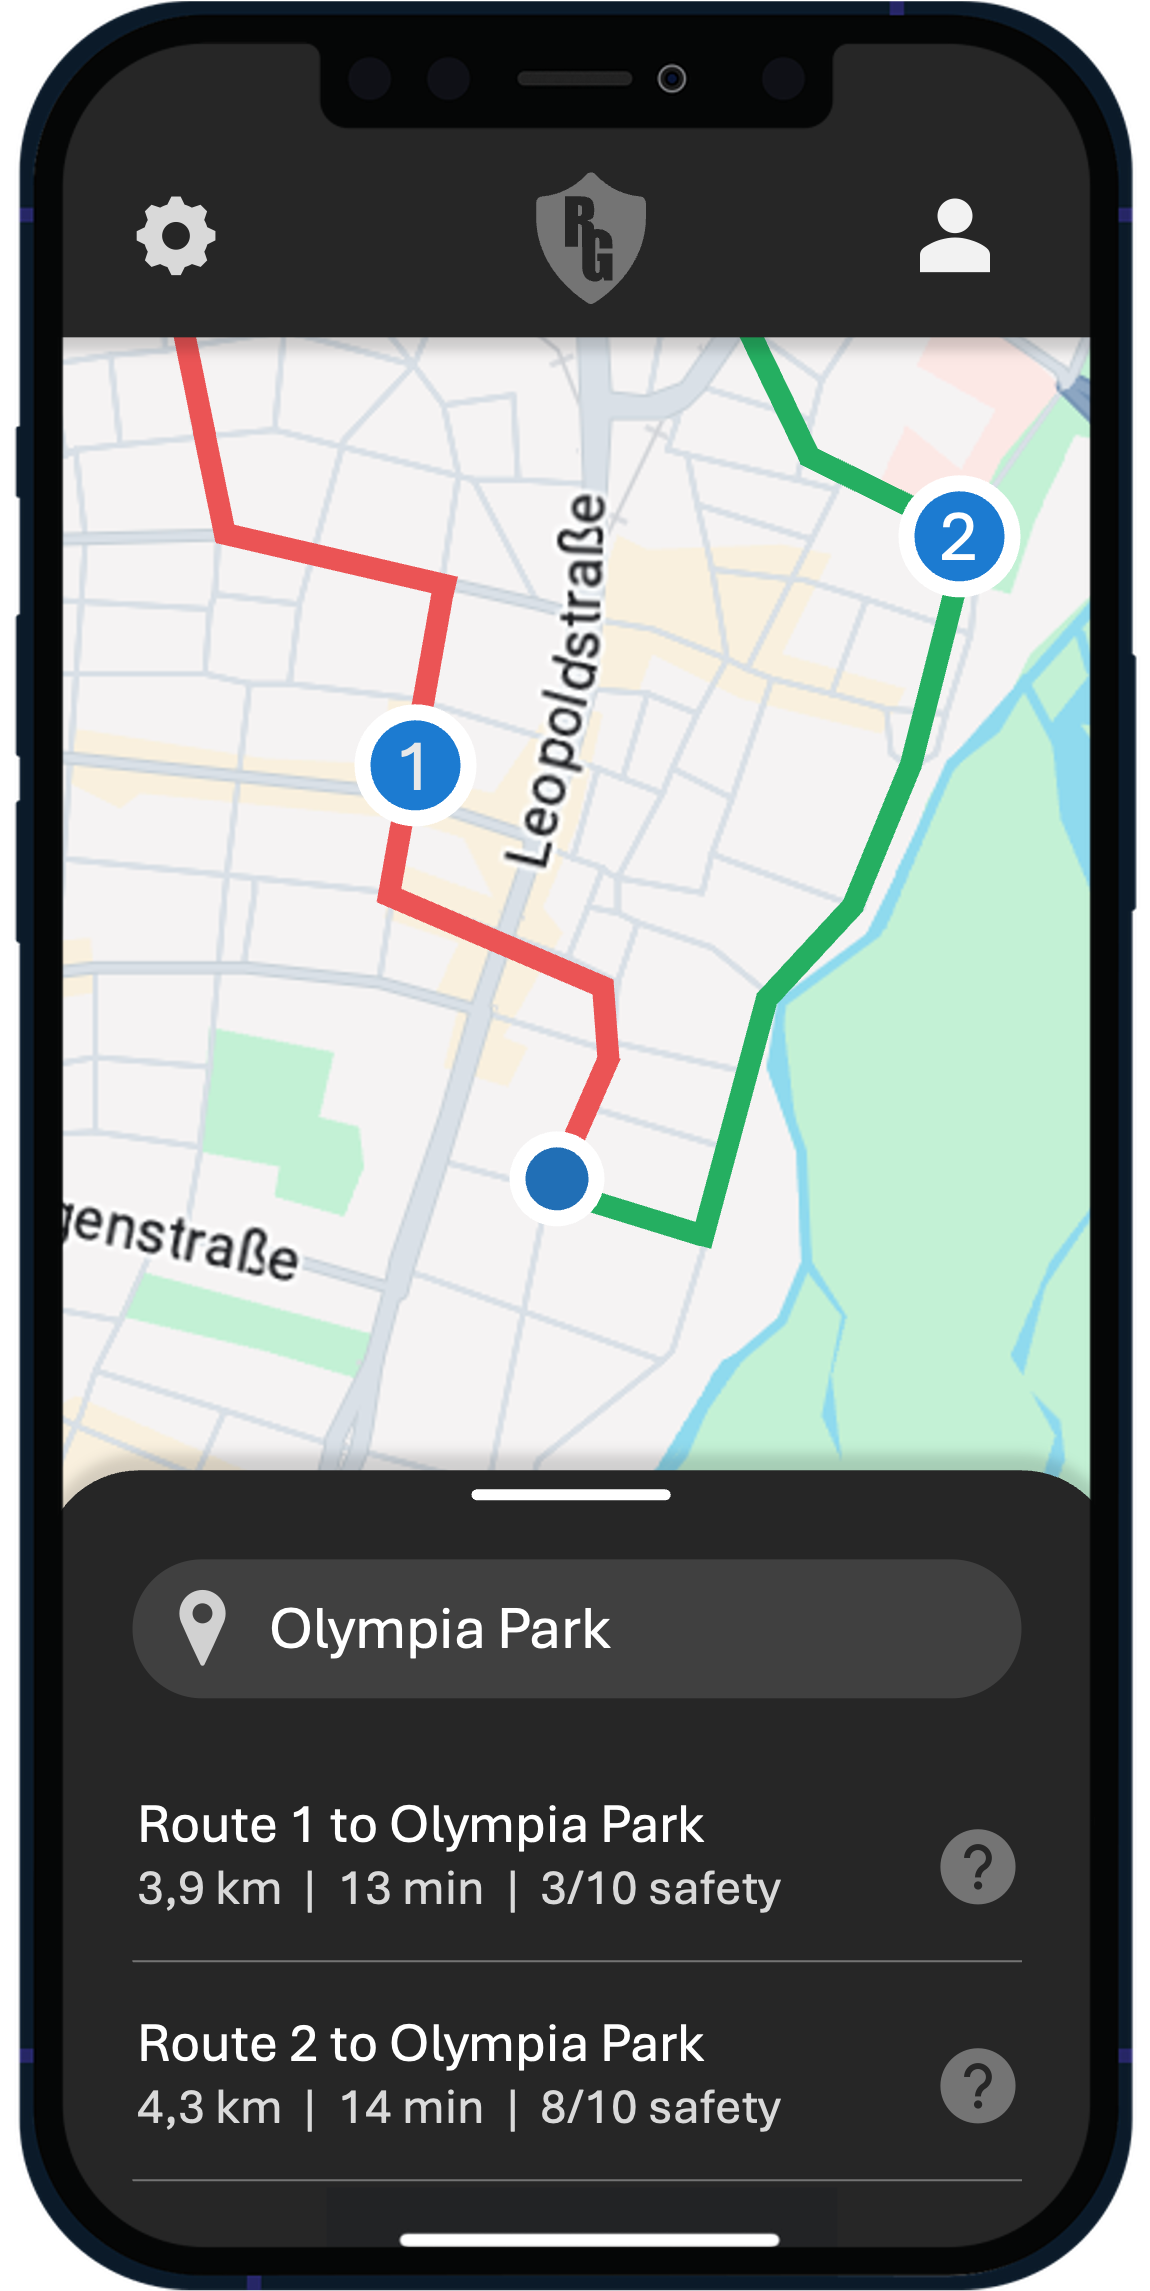 RG
2
Leopoldstraße
1
genstraße
Olympia Park
Route 1 to Olympia Park
3,9 km | 13 min | 3/10 safety
?
Route 2 to Olympia Park
4,3 km | 14 min | 8/10 safety
?